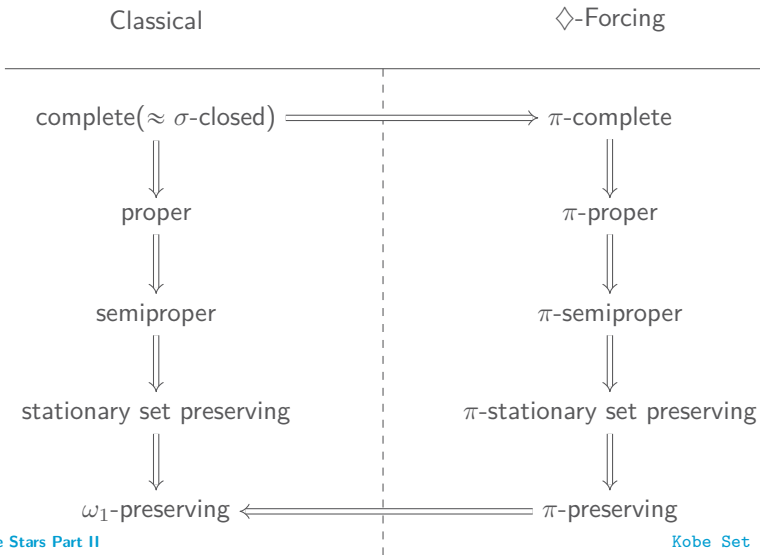 Classical ♢-Forcing
complete(≈ σ-closed) π-complete
proper π-proper
semiproper π-semiproper
stationary set preserving π-stationary set preserving
ω₁-preserving π-preserving
e Stars Part II Kobe Set